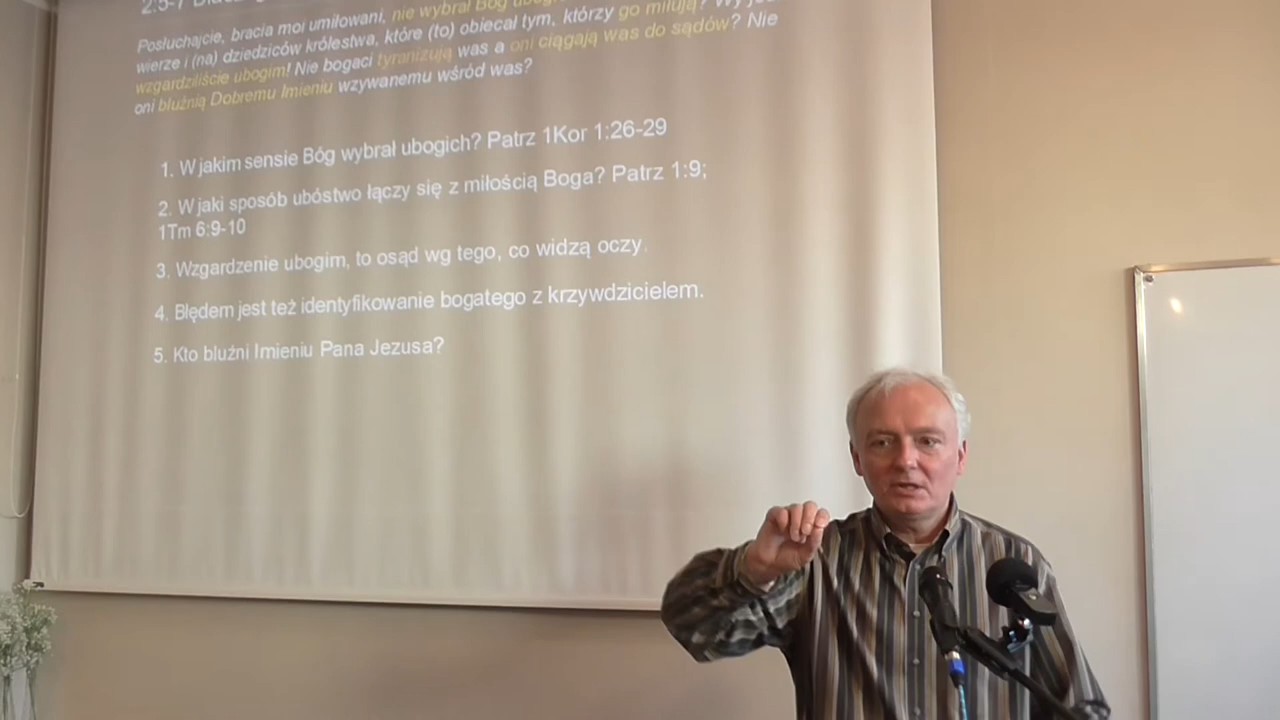 2:5-7
Posłuchajcie, bracia moi umiłowani, nie wybrał Bóg
wierze i (na) dziedziców królestwa, które (to) obiecał tym, którzy go miłują?
wzgardziliście ubogim! Nie bogaci tyranizują was a oni ciągają was do sądów? Nie
oni bluźnią Dobremu Imieniu wzywanemu wśród was?
1. W jakim sensie Bóg wybrał ubogich? Patrz 1Kor 1:26-29
2. W jaki sposób ubóstwo łączy się z miłością Boga? Patrz 1:9;
1Tm 6:9-10
3. Wzgardzenie ubogim, to osąd wg tego, co widzą oczy.
4. Błędem jest też identyfikowanie bogatego z krzywdzicielem.
5. Kto bluźni Imieniu Pana Jezusa?